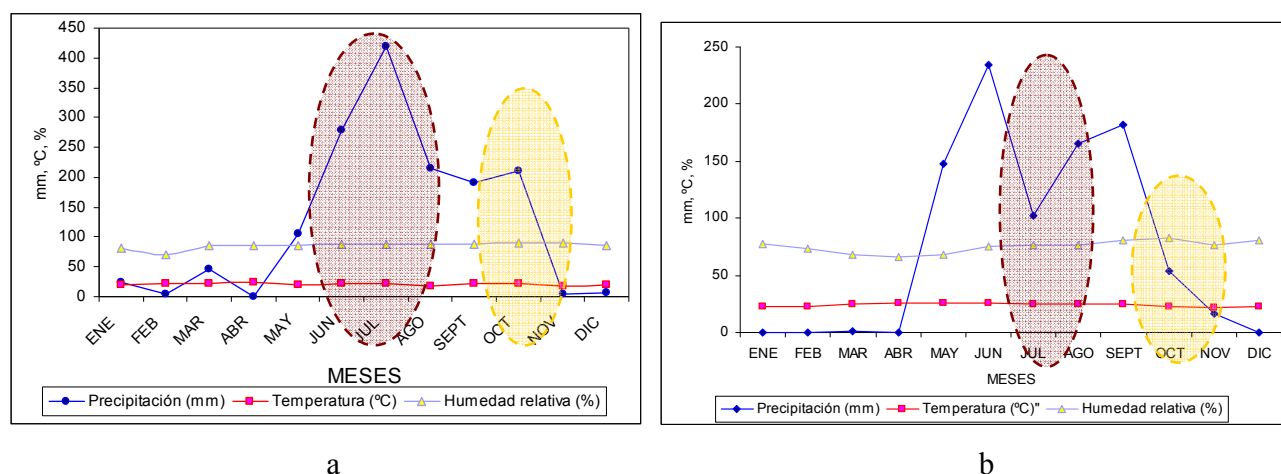 450
400
350
300
250
200
150
100
50
0
mm, ºC, %
ENE
FEB
MAR
ABR
MAY
JUN
JUL
AGO
SEPT
OCT
NOV
DIC
MESES
Precipitación (mm)
Temperatura (ºC)
Humedad relativa (%)
a
250
200
150
100
50
0
mm, ºC, %
ENE FEB MAR ABR MAY JUN JUL AGO SEPT OCT NOV DIC
MESES
Precipitación (mm)
Temperatura (ºC)"
Humedad relativa (%)
b